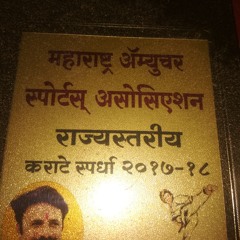 महाराष्ट्र ॲम्युचर
स्पोर्टस् असोसिएशन
राज्यस्तरीय
कराटे स्पर्धा २०१७-१८